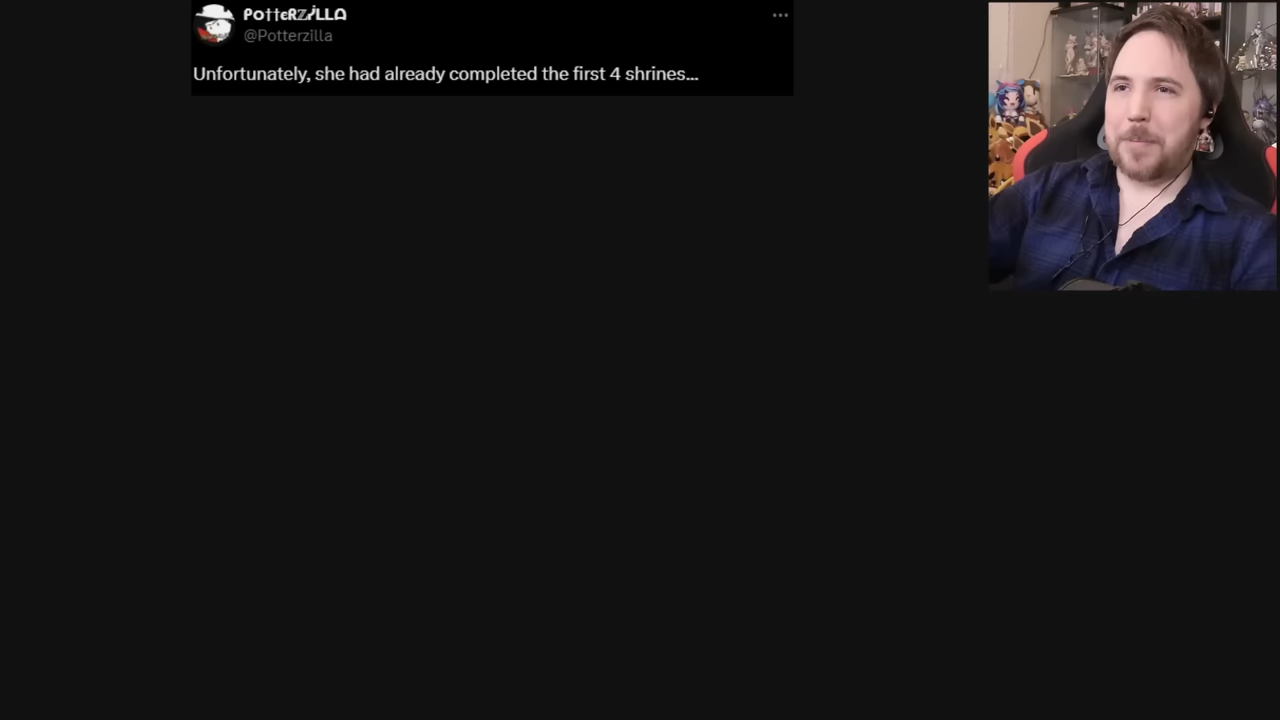 PotteRZiLLA
@Potterzilla
Unfortunately, she had already completed the first 4 shrines...